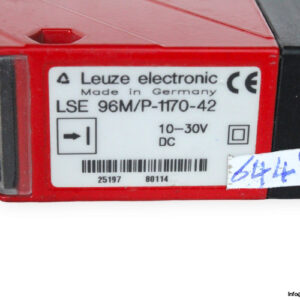 Leuze electronic
Made in Germany
CE
LSE 96M/P-1170-42
10-30V
DC
25197 80114
644